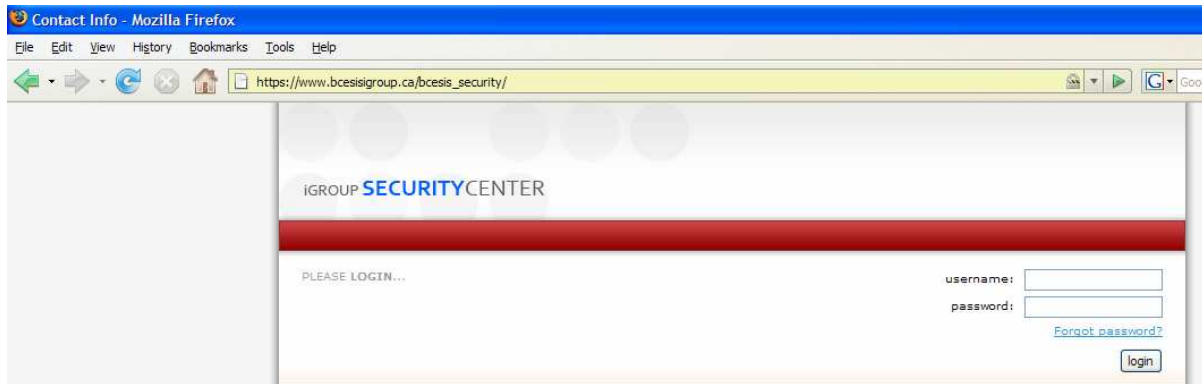 Contact Info - Mozilla Firefox
File Edit View History Bookmarks Tools Help
https://www.bcesisigroup.ca/bcesis_security/
G Goo
iGROUP SECURITYCENTER
PLEASE LOGIN...
username:
password:
Forgot password?
login